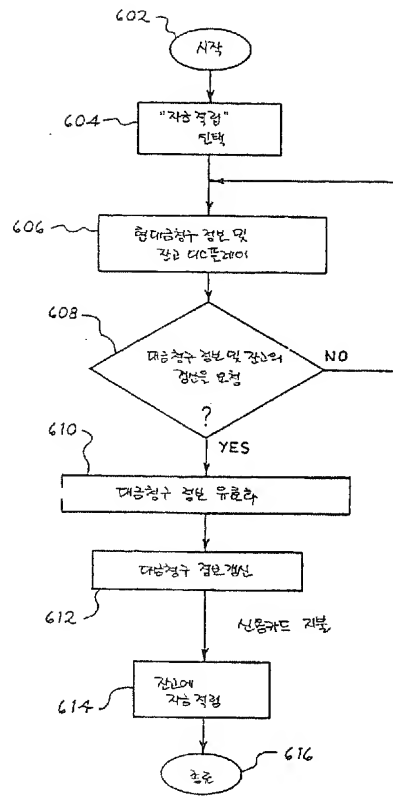 602
시작
604
"자금 적립"
선택
606
현대금청구 정보 및
잔고 디스플레이
608
대금청구 정보 및 잔고의
갱신을 요청
NO
?
YES
610
대금청구 정보 유효화
대금청구 정보 갱신
612
신용카드 지불
잔고에
자금 적립
614
종료
616